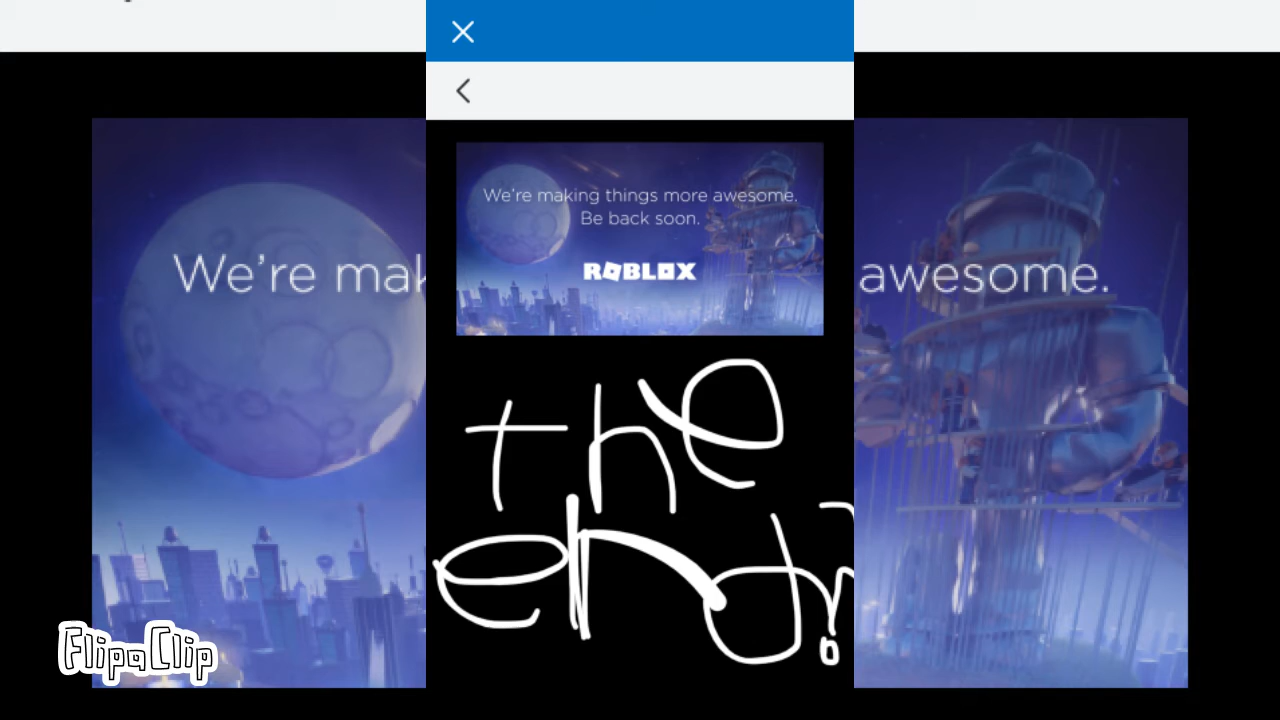 We're making things more awesome.
Be back soon.
ROBLOX
the
end?
We're mak
awesome.
FlipaClip